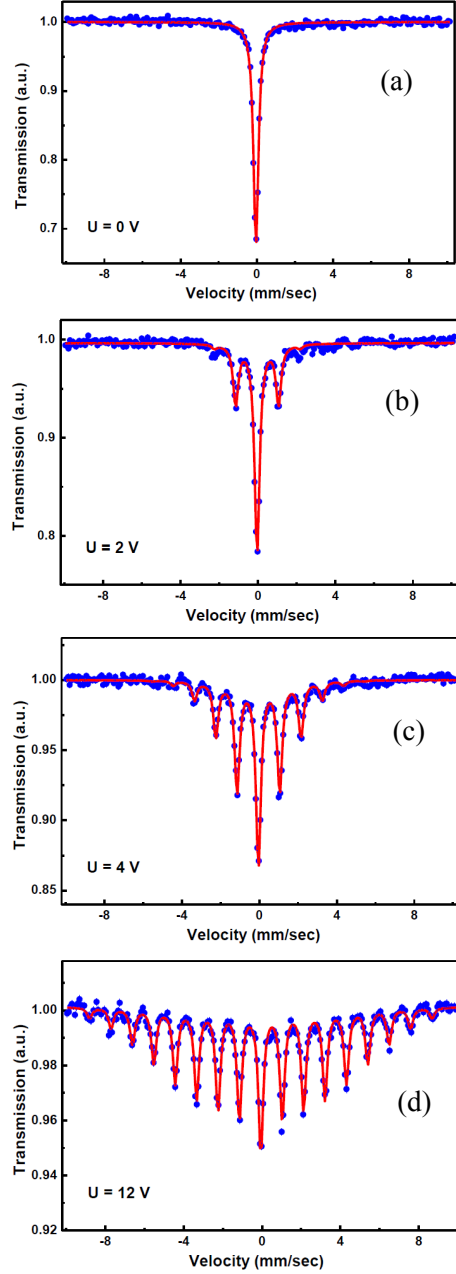 1.0
0.9
0.8
0.7
Transmission (a.u.)
(a)
U = 0 V
-8 -4 0 4 8
Velocity (mm/sec)
1.0
0.9
0.8
Transmission (a.u.)
(b)
U = 2 V
-8 -4 0 4 8
Velocity (mm/sec)
1.00
0.95
0.90
0.85
Transmission (a.u.)
(c)
U = 4 V
-8 -4 0 4 8
Velocity (mm/sec)
1.00
0.98
0.96
0.94
0.92
Transmission (a.u.)
(d)
U = 12 V
-8 -4 0 4 8
Velocity (mm/sec)